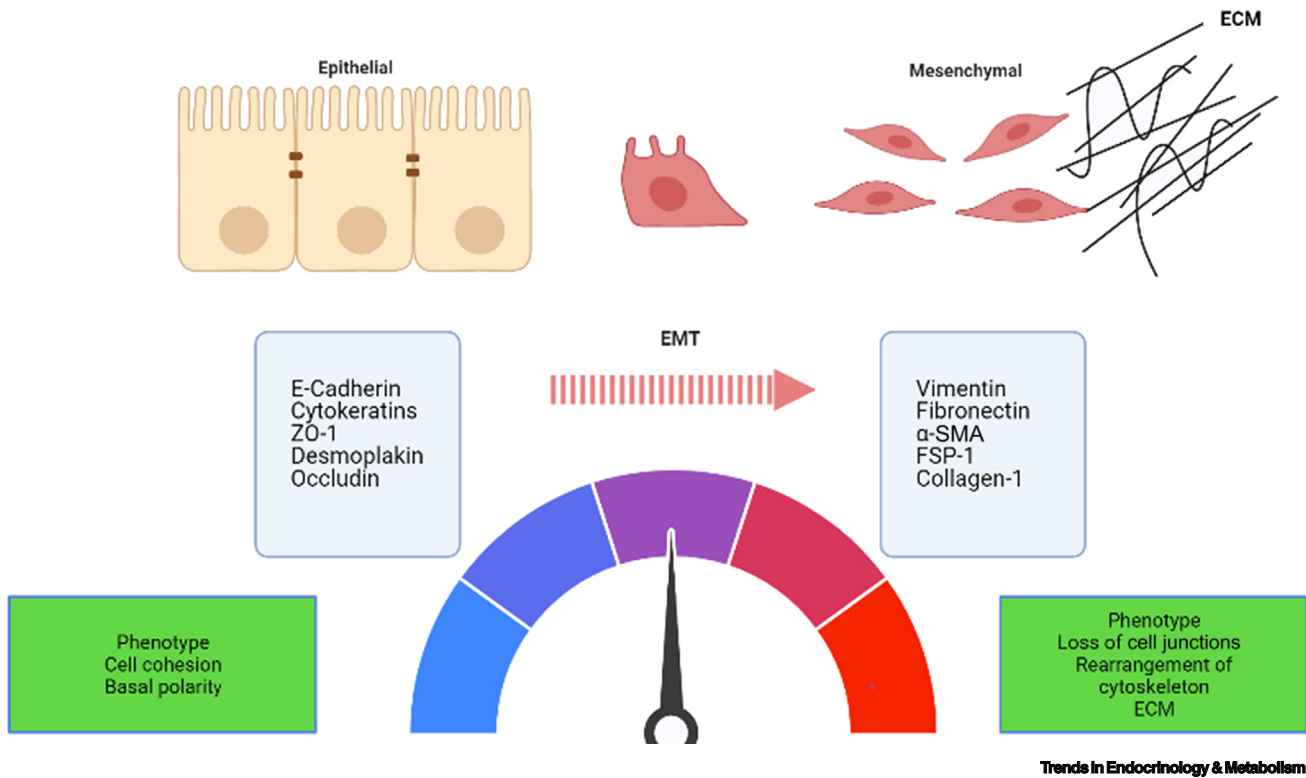 ECM
Epithelial
Mesenchymal
EMT
E-Cadherin
Cytokeratins
ZO-1
Desmoplakin
Occludin
Vimentin
Fibronectin
α-SMA
FSP-1
Collagen-1
Phenotype
Cell cohesion
Basal polarity
Phenotype
Loss of cell junctions
Rearrangement of
cytoskeleton
ECM
Trends in Endocrinology & Metabolism